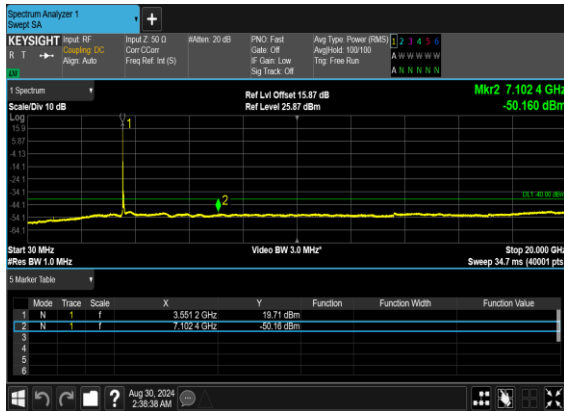 Spectrum Analyzer 1
Swept SA
+
KEYSIGHT Input: RF Input Z: 50 Ω #Atten: 20 dB PNO: Fast Avg Type: Power (RMS) 1 2 3 4 5 6
R T Coupling: DC Corr CCorr Gate: Off Avg|Hold: 100/100 A W W W W W
Align: Auto Freq Ref: Int (S) IF Gain: Low Trig: Free Run
LXI Sig Track: Off A N N N N N
1 Spectrum
Scale/Div 10 dB Ref Lvl Offset 15.87 dB Ref Level 25.87 dBm Mkr2 7.102 4 GHz -50.160 dBm
Log
15.9
5.87
-4.13
-14.1
-24.1
-34.1
-44.1
-54.1
-64.1
1
2
DL1 -40.00 dBm
Start 30 MHz Video BW 3.0 MHz* Stop 20.000 GHz
#Res BW 1.0 MHz Sweep 34.7 ms (40001 pts)
5 Marker Table
Mode Trace Scale X Y Function Function Width Function Value
1 N 1 f 3.551 2 GHz 19.71 dBm
2 N 1 f 7.102 4 GHz -50.16 dBm
3
4
5
6
? Aug 30, 2024
2:38:38 AM